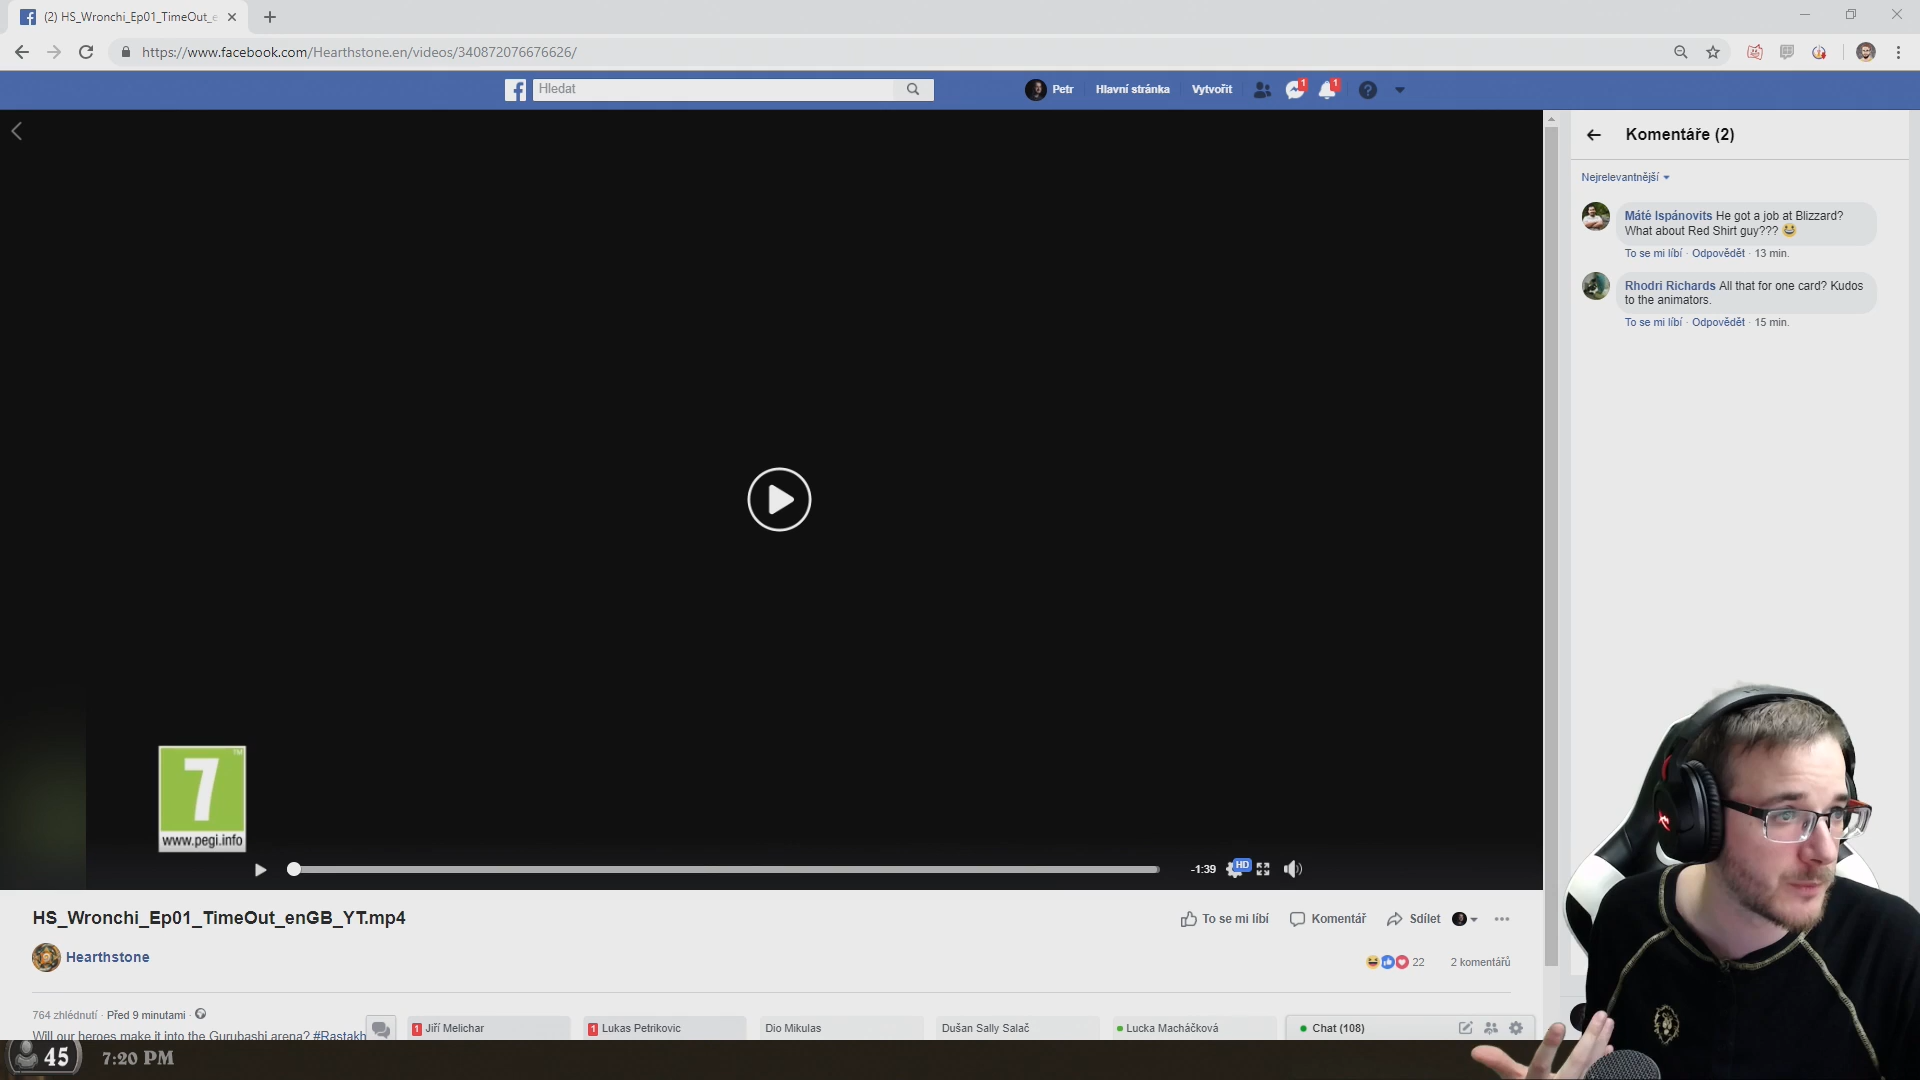 (2) HS_Wronchi_Ep01_TimeOut_e
https://www.facebook.com/Hearthstone.en/videos/340872076676626/
Hledat
Petr
Hlavní stránka
Vytvořit
1
1
Komentáře (2)
Nejrelevantnější
Máté Ispánovits He got a job at Blizzard?
What about Red Shirt guy???
To se mi líbí · Odpovědět · 13 min.
Rhodri Richards All that for one card? Kudos
to the animators.
To se mi líbí · Odpovědět · 15 min.
7
www.pegi.info
-1:39
HD
HS_Wronchi_Ep01_TimeOut_enGB_YT.mp4
To se mi líbí
Komentář
Sdílet
Hearthstone
22
2 komentářů
764 zhlédnutí · Před 9 minutami ·
Will our heroes make it into the Gurubashi arena? #Rastakh
1 Jiří Melichar
1 Lukas Petrikovic
Dio Mikulas
Dušan Sally Salač
Lucka Macháčková
Chat (108)
45
7:20 PM